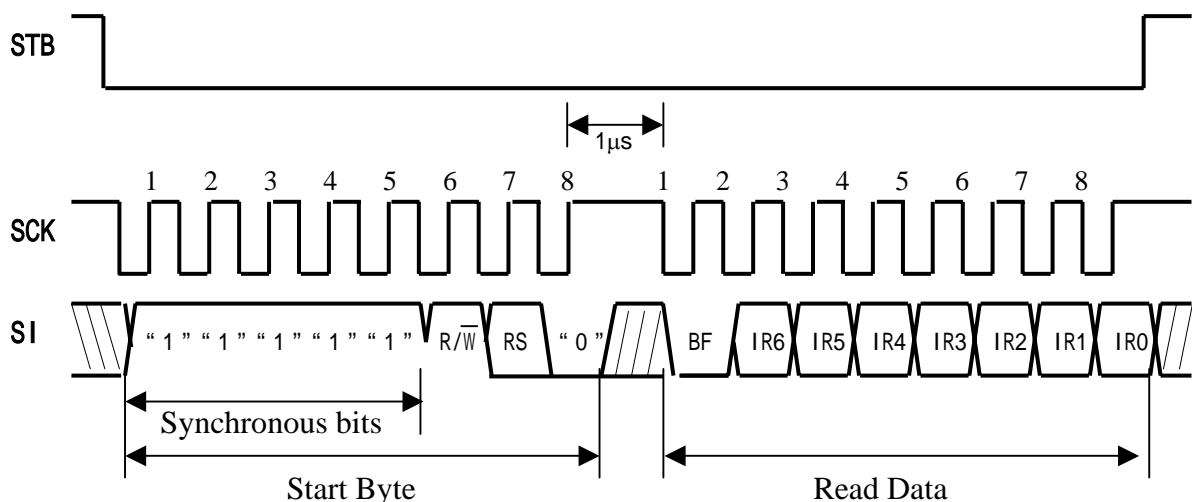 STB
1μs
1 2 3 4 5 6 7 8 1 2 3 4 5 6 7 8
SCK
SI “1” “1” “1” “1” “1” R/W̅ RS “0” BF IR6 IR5 IR4 IR3 IR2 IR1 IR0
Synchronous bits
Start Byte Read Data